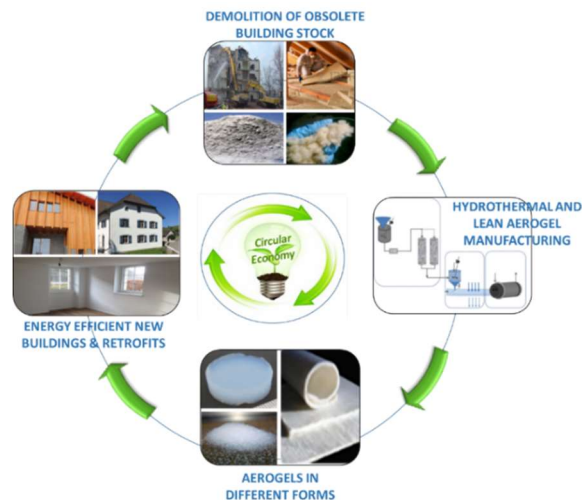 DEMOLITION OF OBSOLETE
BUILDING STOCK
HYDROTHERMAL AND
LEAN AEROGEL
MANUFACTURING
Circular
Economy
ENERGY EFFICIENT NEW
BUILDINGS & RETROFITS
AEROGELS IN
DIFFERENT FORMS